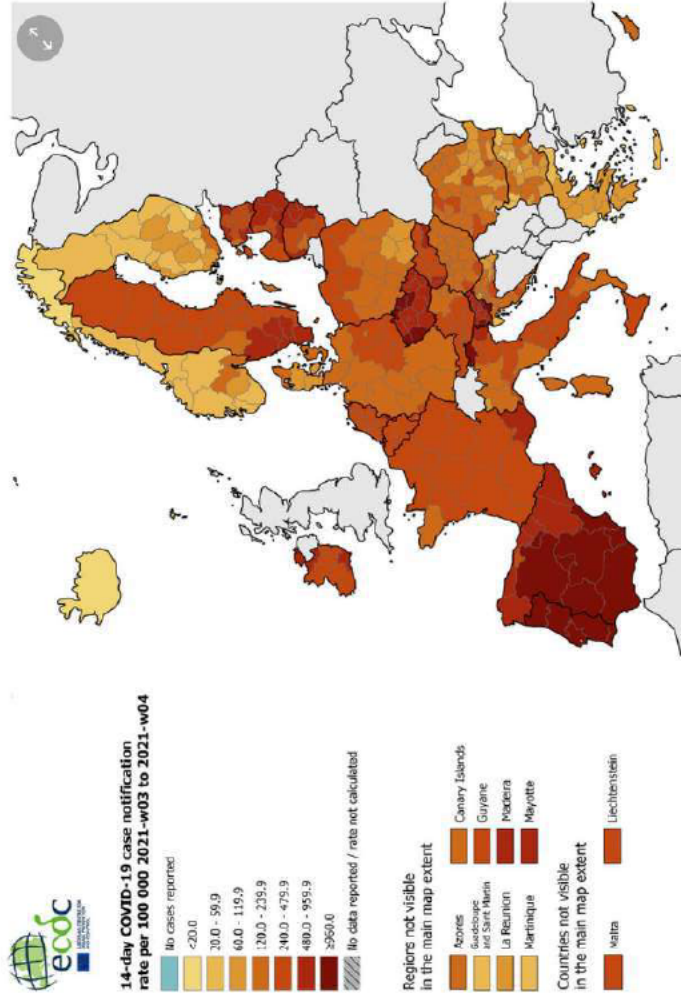 ecdc
14-day COVID-19 case notification
rate per 100 000 2021-w03 to 2021-w04
No cases reported
<20.0
20.0 - 59.9
60.0 - 119.9
120.0 - 239.9
240.0 - 479.9
480.0 - 959.9
≥960.0
No data reported / rate not calculated
Regions not visible
in the main map extent
Azores
Guadeloupe
and Saint Martin
La Reunion
Martinique
Canary Islands
Guyane
Madeira
Mayotte
Countries not visible
in the main map extent
Malta
Liechtenstein